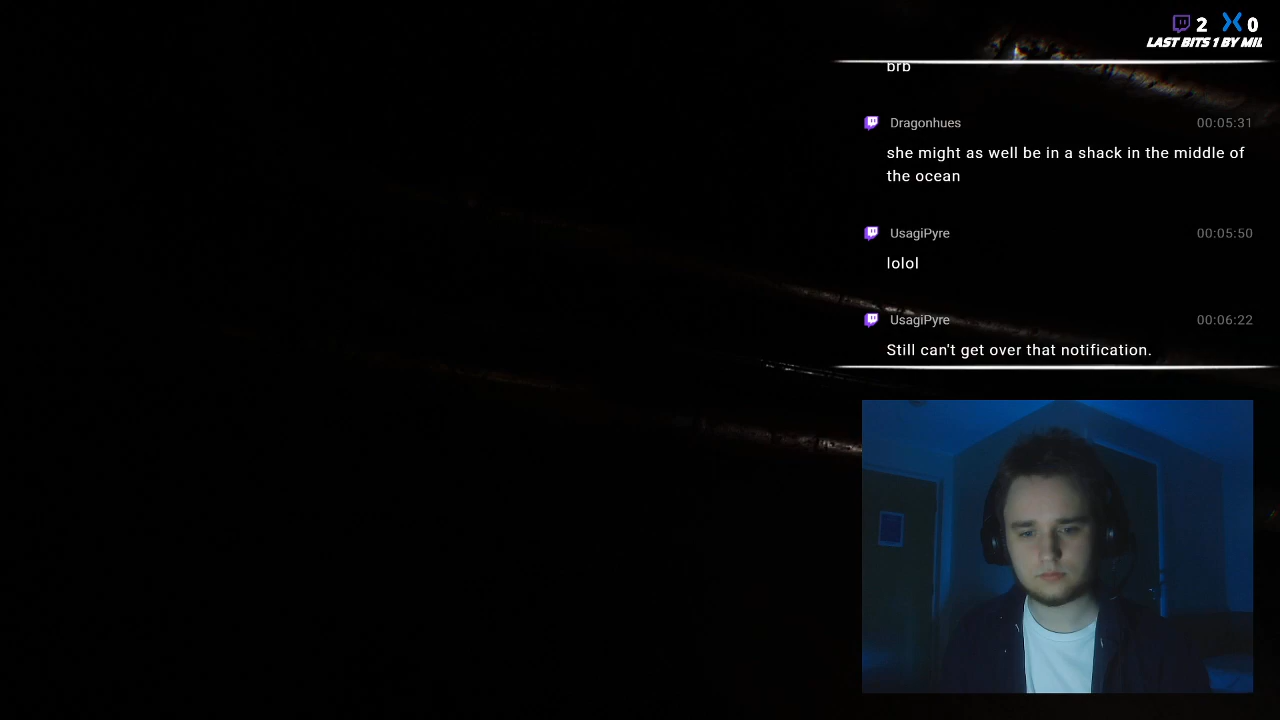 2 0
LAST BITS 1 BY MIL
brb
Dragonhues 00:05:31
she might as well be in a shack in the middle of
the ocean
UsagiPyre 00:05:50
lolol
UsagiPyre 00:06:22
Still can't get over that notification.